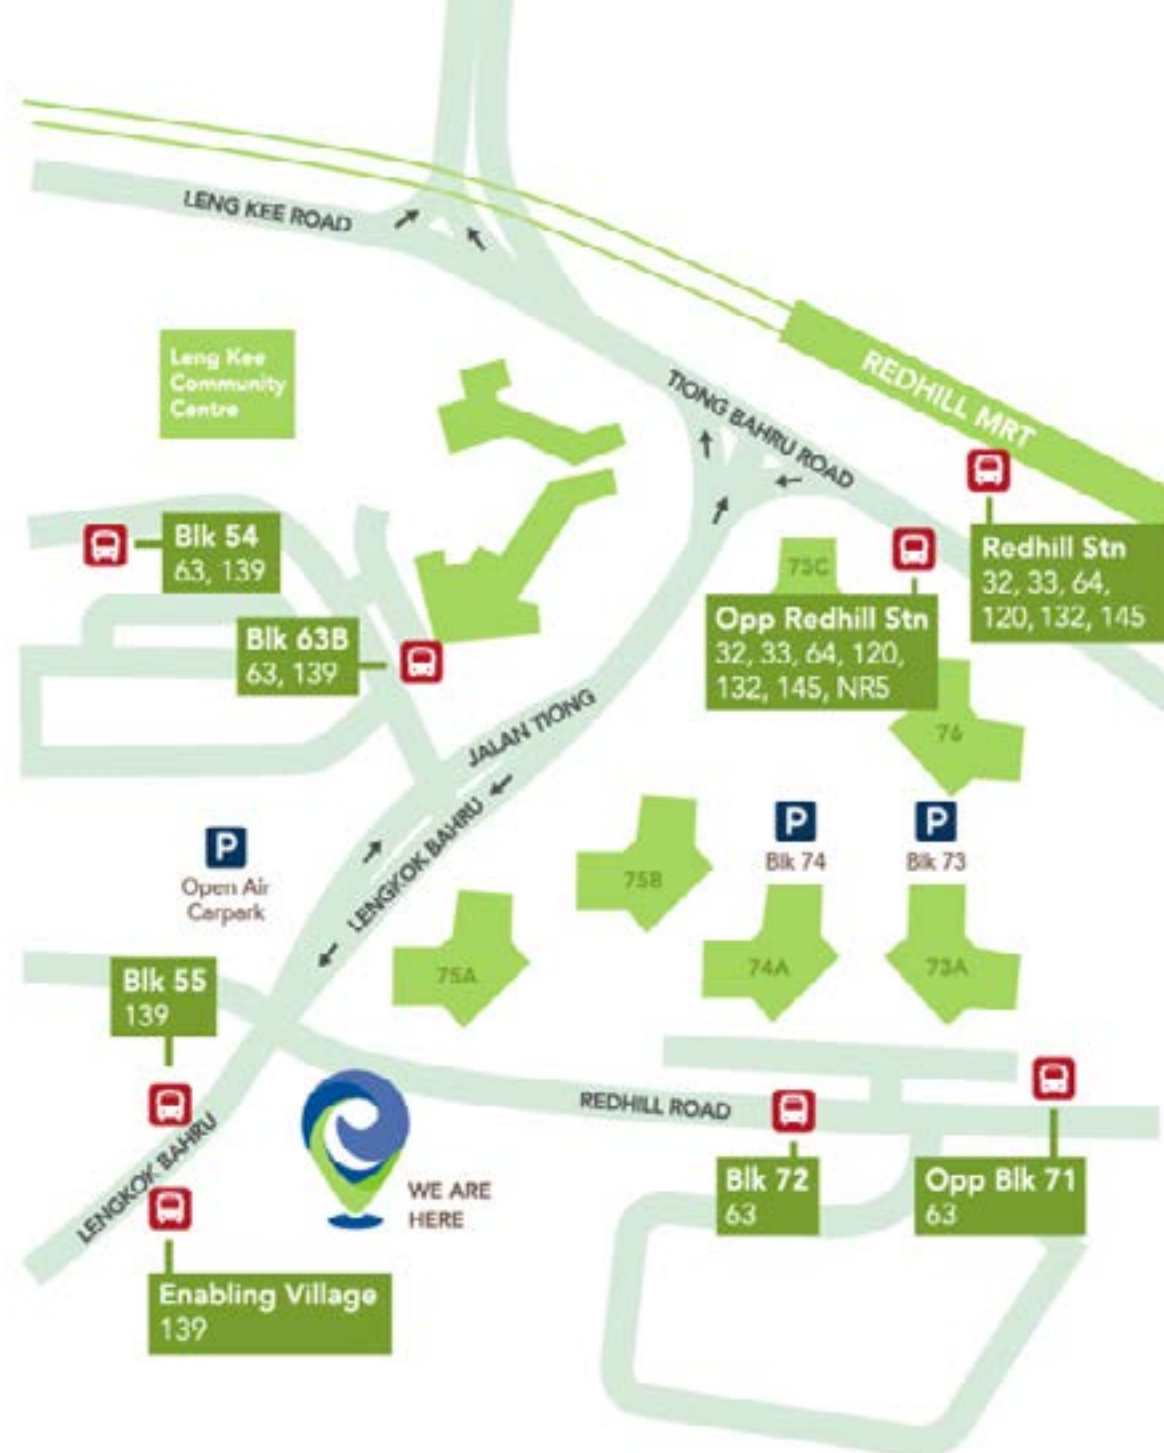 LENG KEE ROAD
Leng Kee
Community
Centre
REDHILL MRT
TIONG BAHRU ROAD
Blk 54
63, 139
73C
Redhill Stn
32, 33, 64,
120, 132, 145
Opp Redhill Stn
32, 33, 64, 120,
132, 145, NR5
Blk 63B
63, 139
JALAN TIONG
76
LENGKOK BAHRU
P
Open Air
Carpark
P
Blk 74
P
Blk 73
75B
75A
74A
73A
Blk 55
139
REDHILL ROAD
LENGKOK BAHRU
WE ARE
HERE
Blk 72
63
Opp Blk 71
63
Enabling Village
139